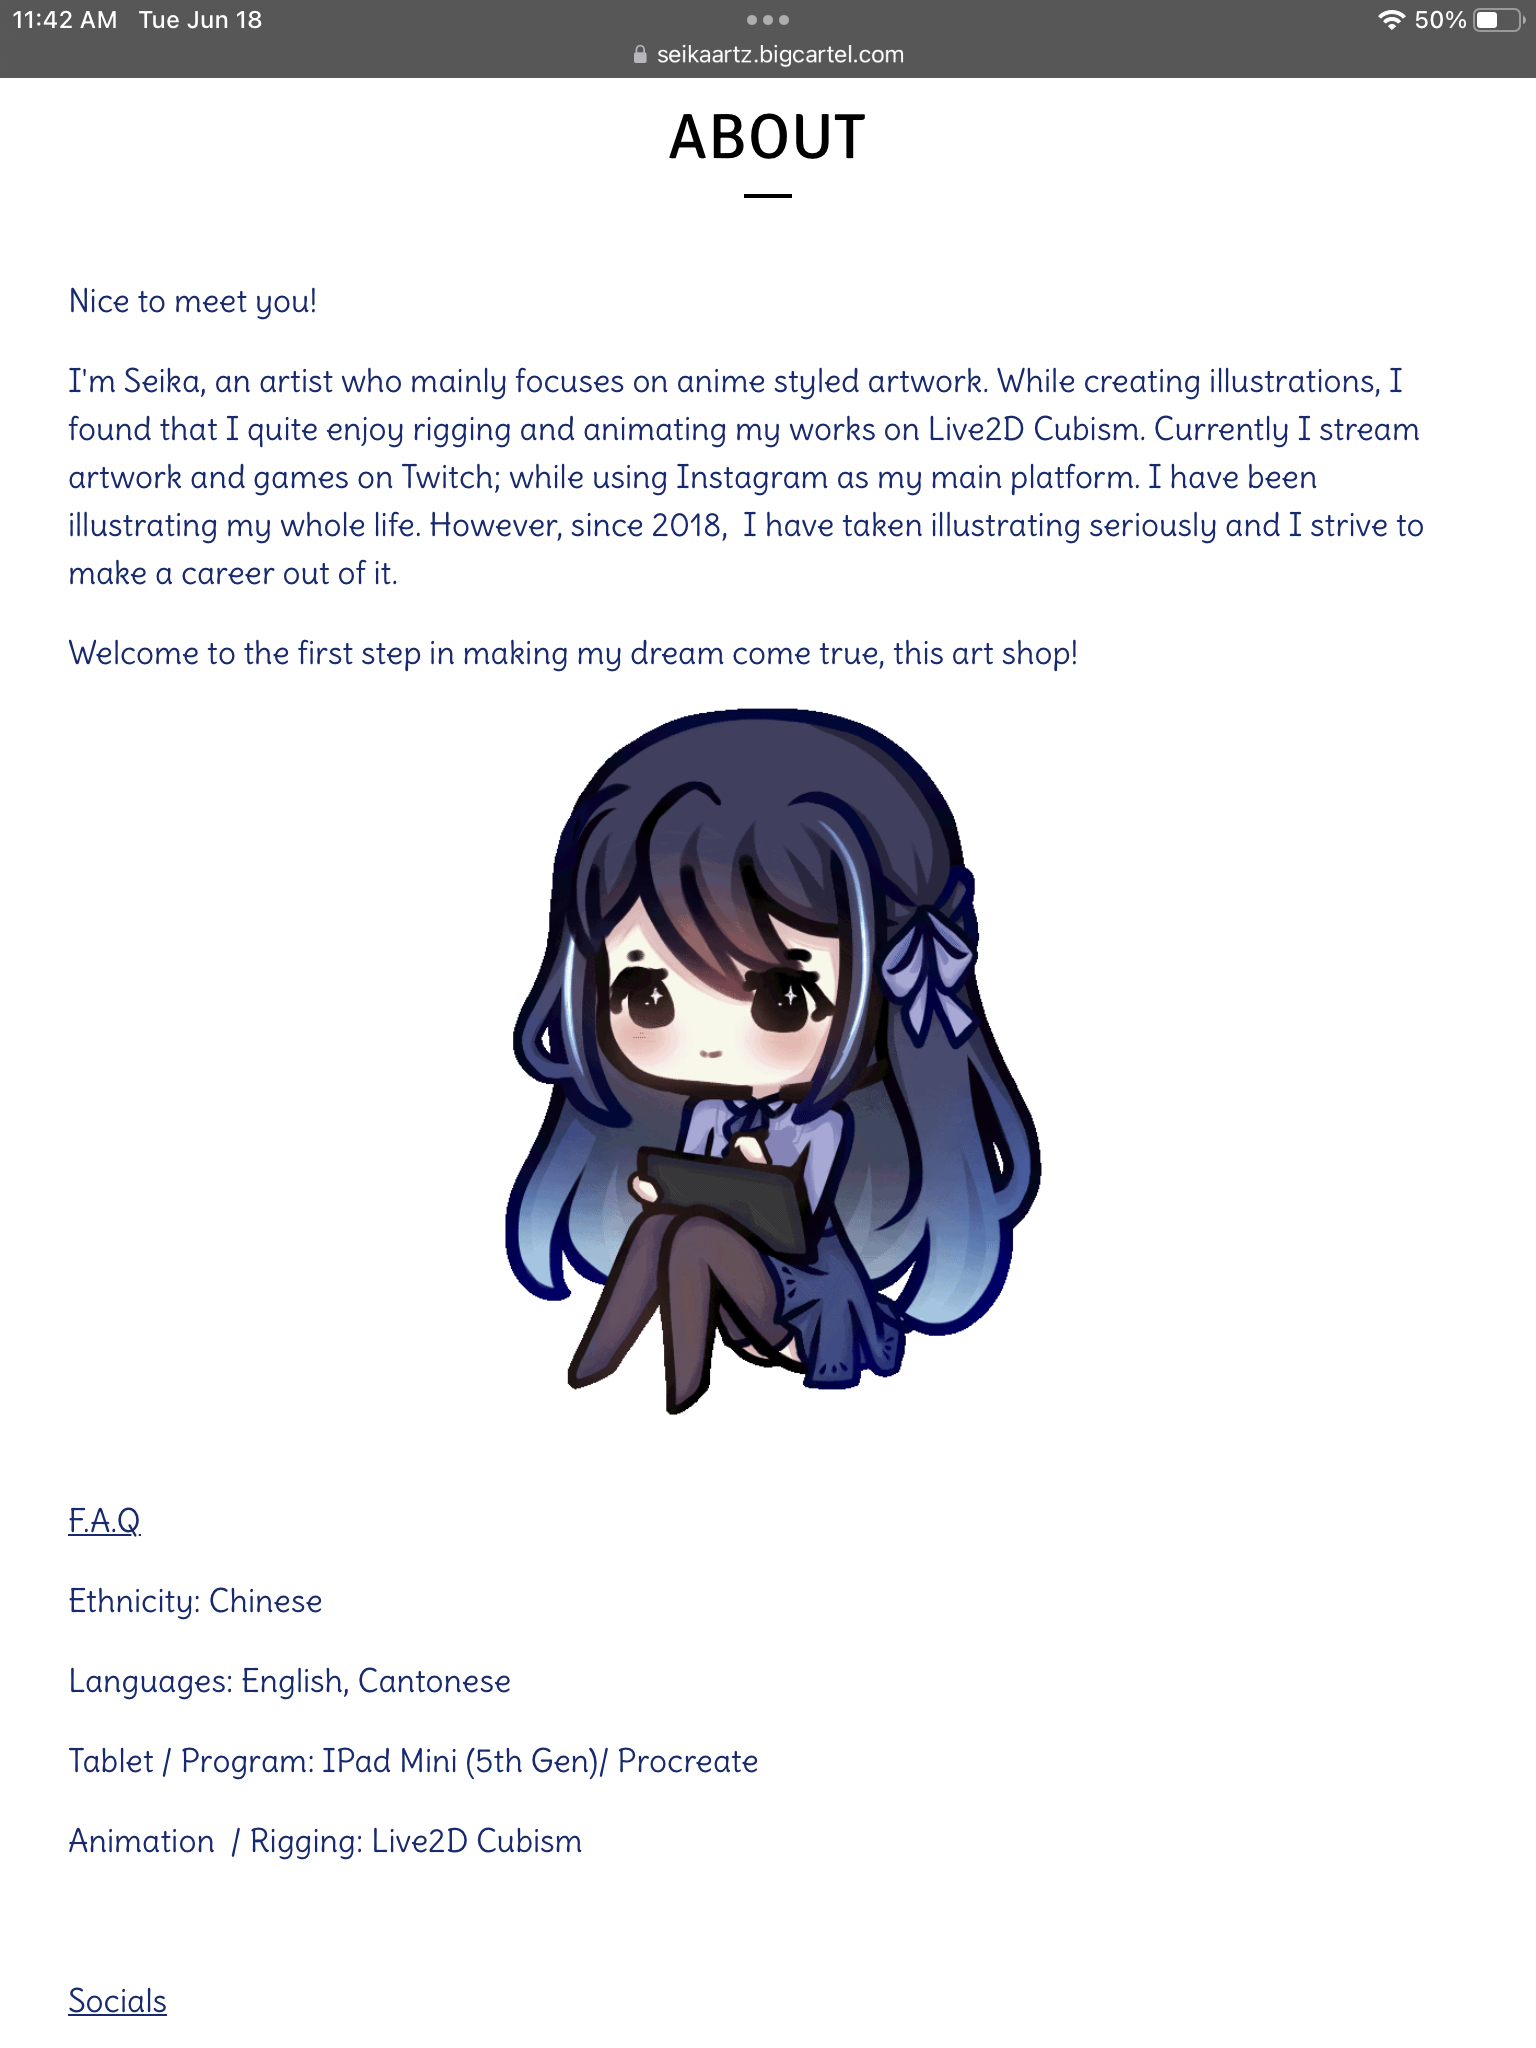 11:42 AM Tue Jun 18
50%
seikaartz.bigcartel.com
ABOUT
Nice to meet you!
I'm Seika, an artist who mainly focuses on anime styled artwork. While creating illustrations, I
found that I quite enjoy rigging and animating my works on Live2D Cubism. Currently I stream
artwork and games on Twitch; while using Instagram as my main platform. I have been
illustrating my whole life. However, since 2018,  I have taken illustrating seriously and I strive to
make a career out of it.
Welcome to the first step in making my dream come true, this art shop!
F.A.Q
Ethnicity: Chinese
Languages: English, Cantonese
Tablet / Program: IPad Mini (5th Gen)/ Procreate
Animation  / Rigging: Live2D Cubism
Socials